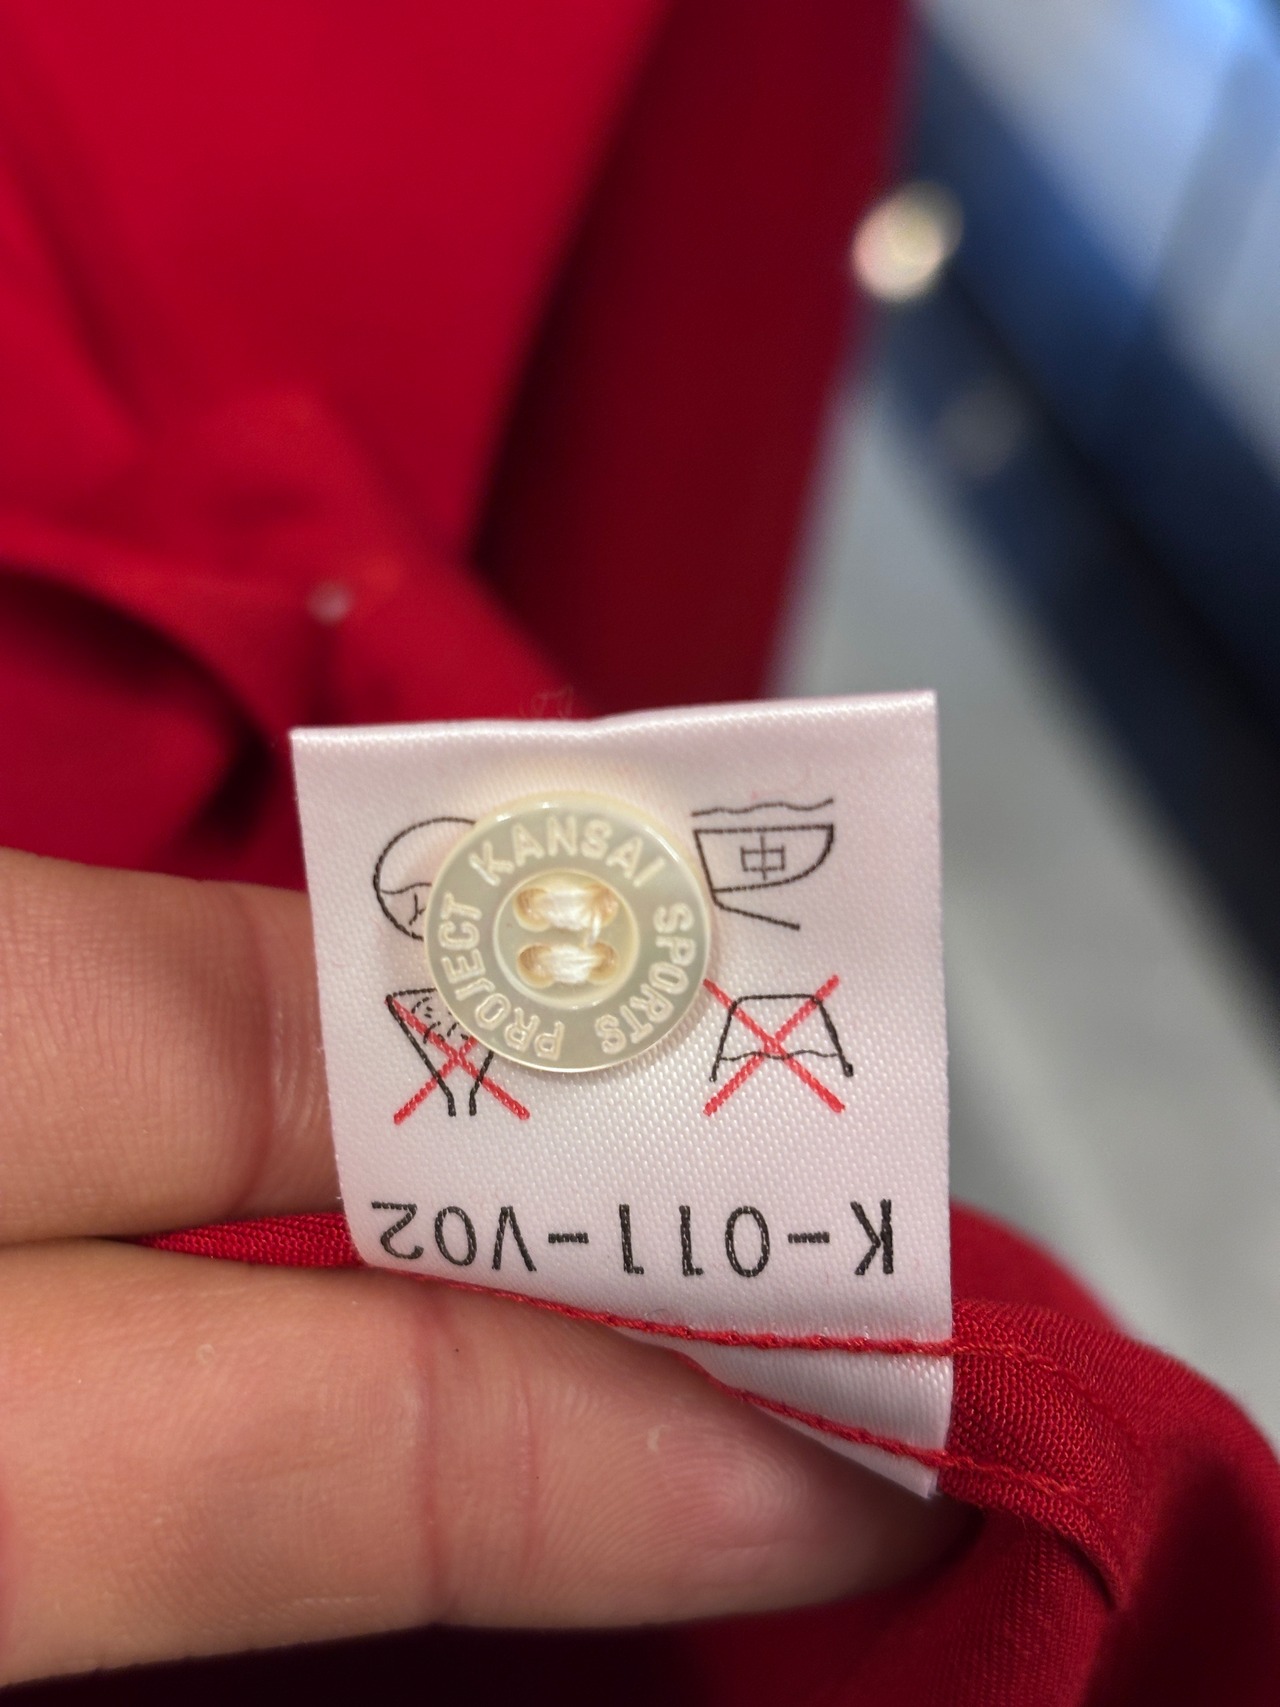 KANSAI SPORTS PROJECT
中
K-011-V02